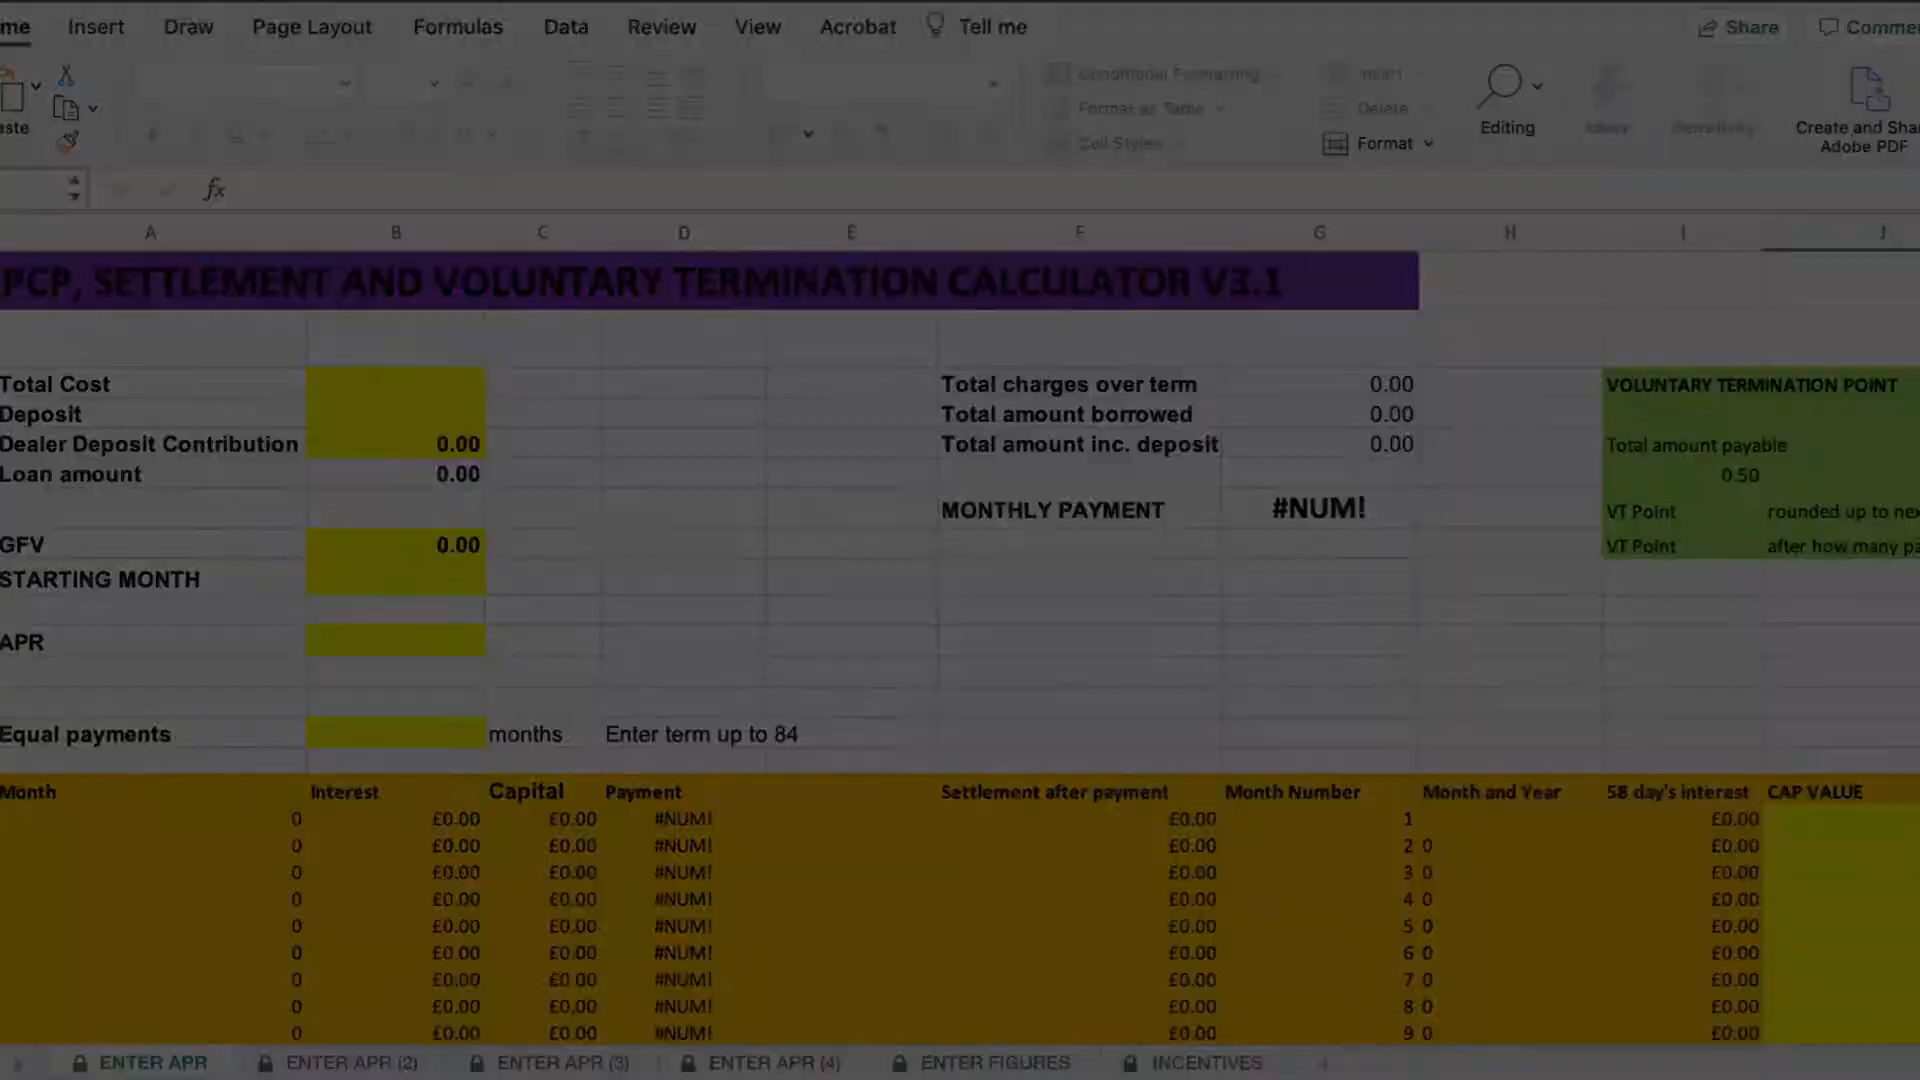 me Insert Draw Page Layout Formulas Data Review View Acrobat Tell me Share Comme
Conditional Formatting Insert
Format as Table Delete
aste Cell Styles Format Editing Ideas Sensitivity Create and Shar
Adobe PDF
fx
A B C D E F G H I J
PCP, SETTLEMENT AND VOLUNTARY TERMINATION CALCULATOR V3.1
Total Cost Total charges over term 0.00 VOLUNTARY TERMINATION POINT
Deposit Total amount borrowed 0.00
Dealer Deposit Contribution 0.00 Total amount inc. deposit 0.00 Total amount payable
Loan amount 0.00 0.50
MONTHLY PAYMENT #NUM! VT Point rounded up to nex
GFV 0.00 VT Point after how many pa
STARTING MONTH
APR
Equal payments months Enter term up to 84
Month Interest Capital Payment Settlement after payment Month Number Month and Year 58 day's interest CAP VALUE
0 £0.00 £0.00 #NUM! £0.00 1 £0.00
0 £0.00 £0.00 #NUM! £0.00 2 0 £0.00
0 £0.00 £0.00 #NUM! £0.00 3 0 £0.00
0 £0.00 £0.00 #NUM! £0.00 4 0 £0.00
0 £0.00 £0.00 #NUM! £0.00 5 0 £0.00
0 £0.00 £0.00 #NUM! £0.00 6 0 £0.00
0 £0.00 £0.00 #NUM! £0.00 7 0 £0.00
0 £0.00 £0.00 #NUM! £0.00 8 0 £0.00
0 £0.00 £0.00 #NUM! £0.00 9 0 £0.00
ENTER APR ENTER APR (2) ENTER APR (3) ENTER APR (4) ENTER FIGURES INCENTIVES